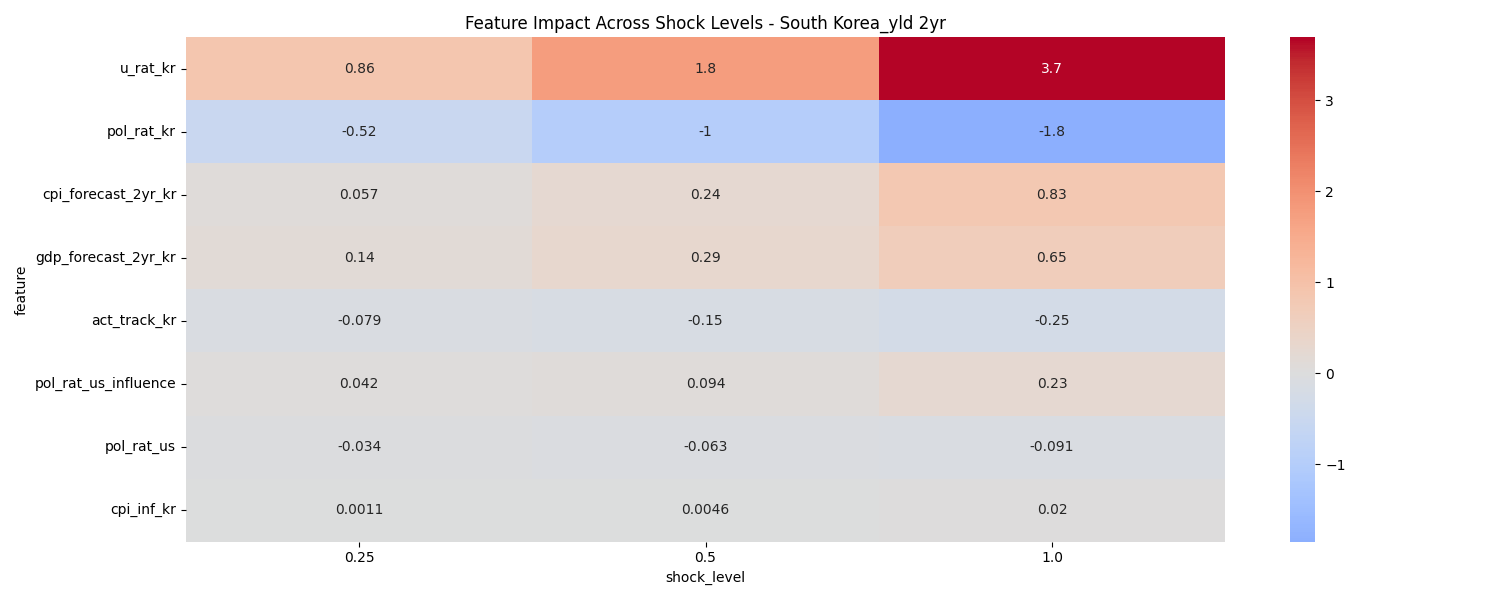 Feature Impact Across Shock Levels - South Korea_yld 2yr
feature
u_rat_kr 0.86 1.8 3.7
pol_rat_kr -0.52 -1 -1.8
cpi_forecast_2yr_kr 0.057 0.24 0.83
gdp_forecast_2yr_kr 0.14 0.29 0.65
act_track_kr -0.079 -0.15 -0.25
pol_rat_us_influence 0.042 0.094 0.23
pol_rat_us -0.034 -0.063 -0.091
cpi_inf_kr 0.0011 0.0046 0.02
0.25 0.5 1.0
shock_level
3
2
1
0
−1